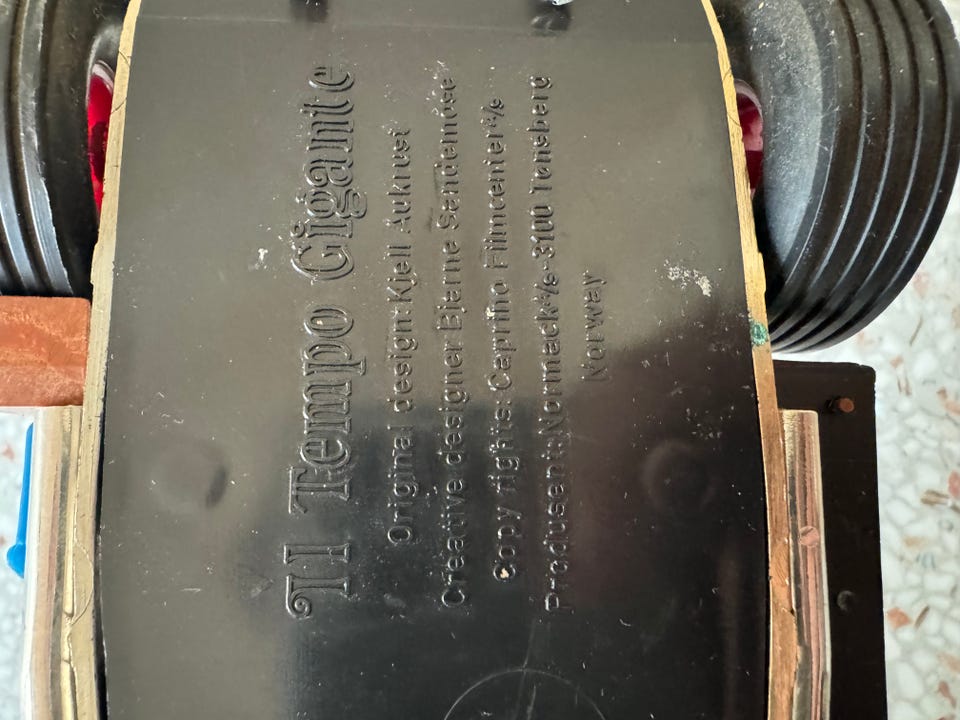 Il Tempo Gigante
Original design:Kjell Aukrust
Creative designer Bjarne Sandemose
Copy rights:Caprino Filmcenter a/s
Produsent:Normack a/s-3100 Tønsberg
Norway